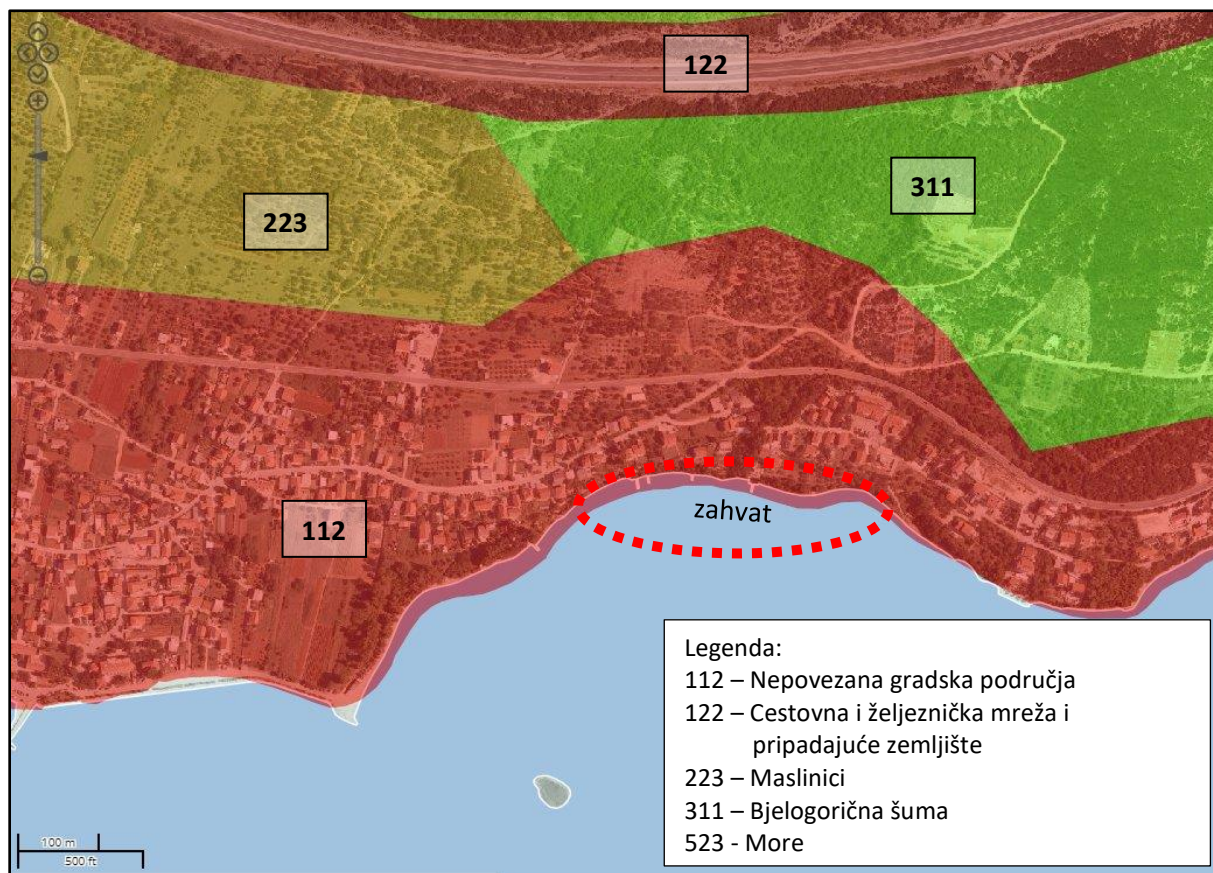 122
311
223
zahvat
112
Legenda:
112 – Nepovezana gradska područja
122 – Cestovna i željeznička mreža i
pripadajuće zemljište
223 – Maslinici
311 – Bjelogorična šuma
523 - More
100 m
500 ft